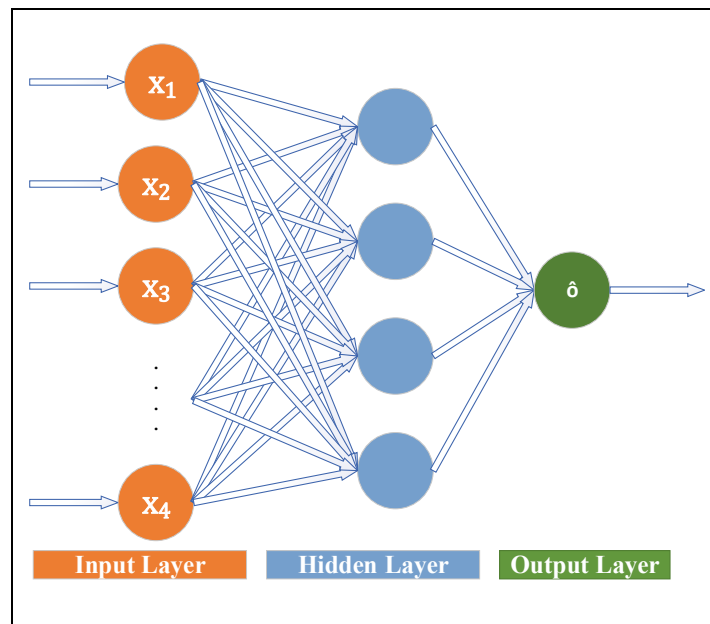 x₁
x₂
x₃
.
.
.
.
x₄
ô
Input Layer
Hidden Layer
Output Layer